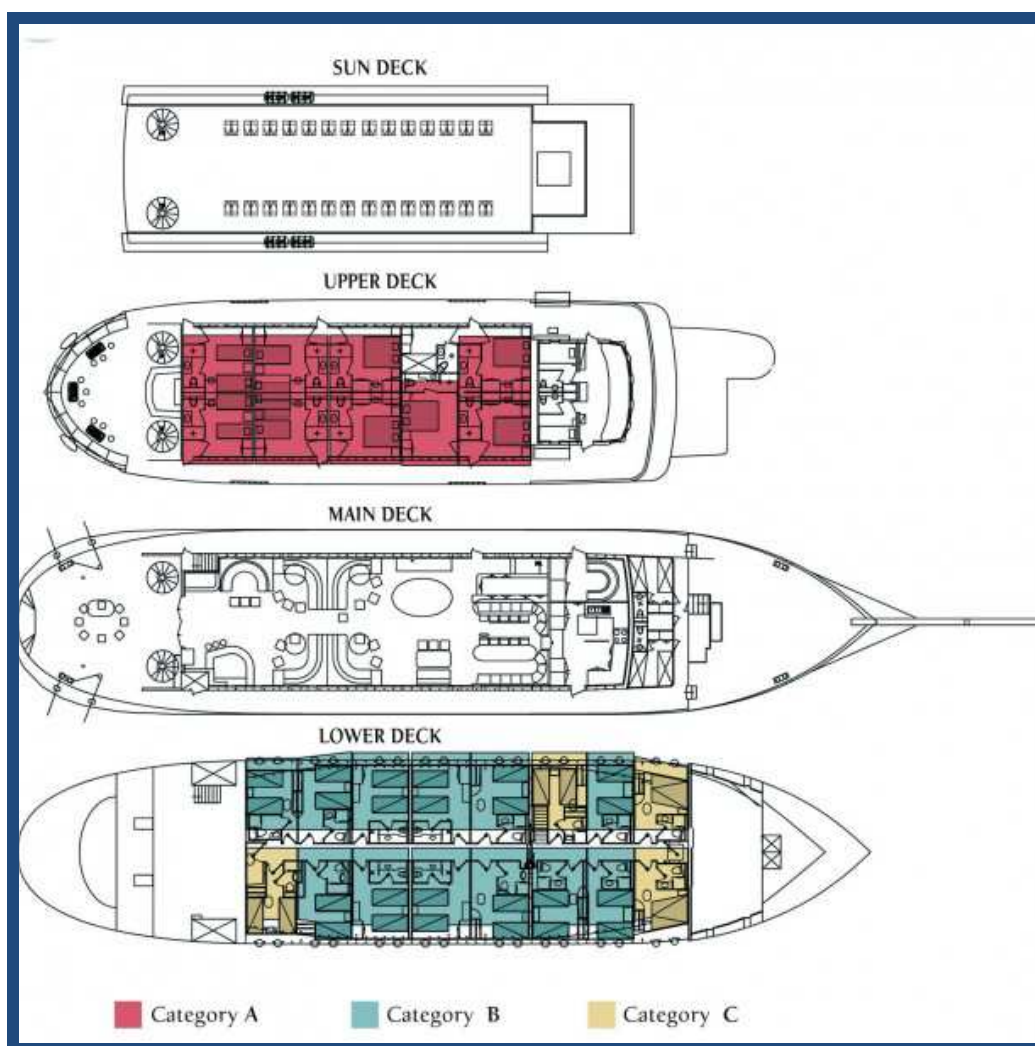 SUN DECK
UPPER DECK
MAIN DECK
LOWER DECK
Category A Category B Category C